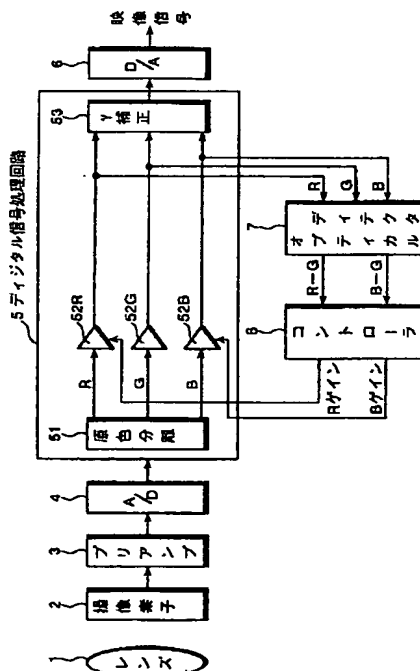 1
レンズ
2
撮像素子
3
プリアンプ
4
A/D
5 ディジタル信号処理回路
51
原色分離
R
G
B
52R
52G
52B
53
γ補正
6
D/A
映像信号
R
G
B
7
オプティカル
ディテクタ
R-G
B-G
8
コントローラ
Rゲイン
Bゲイン